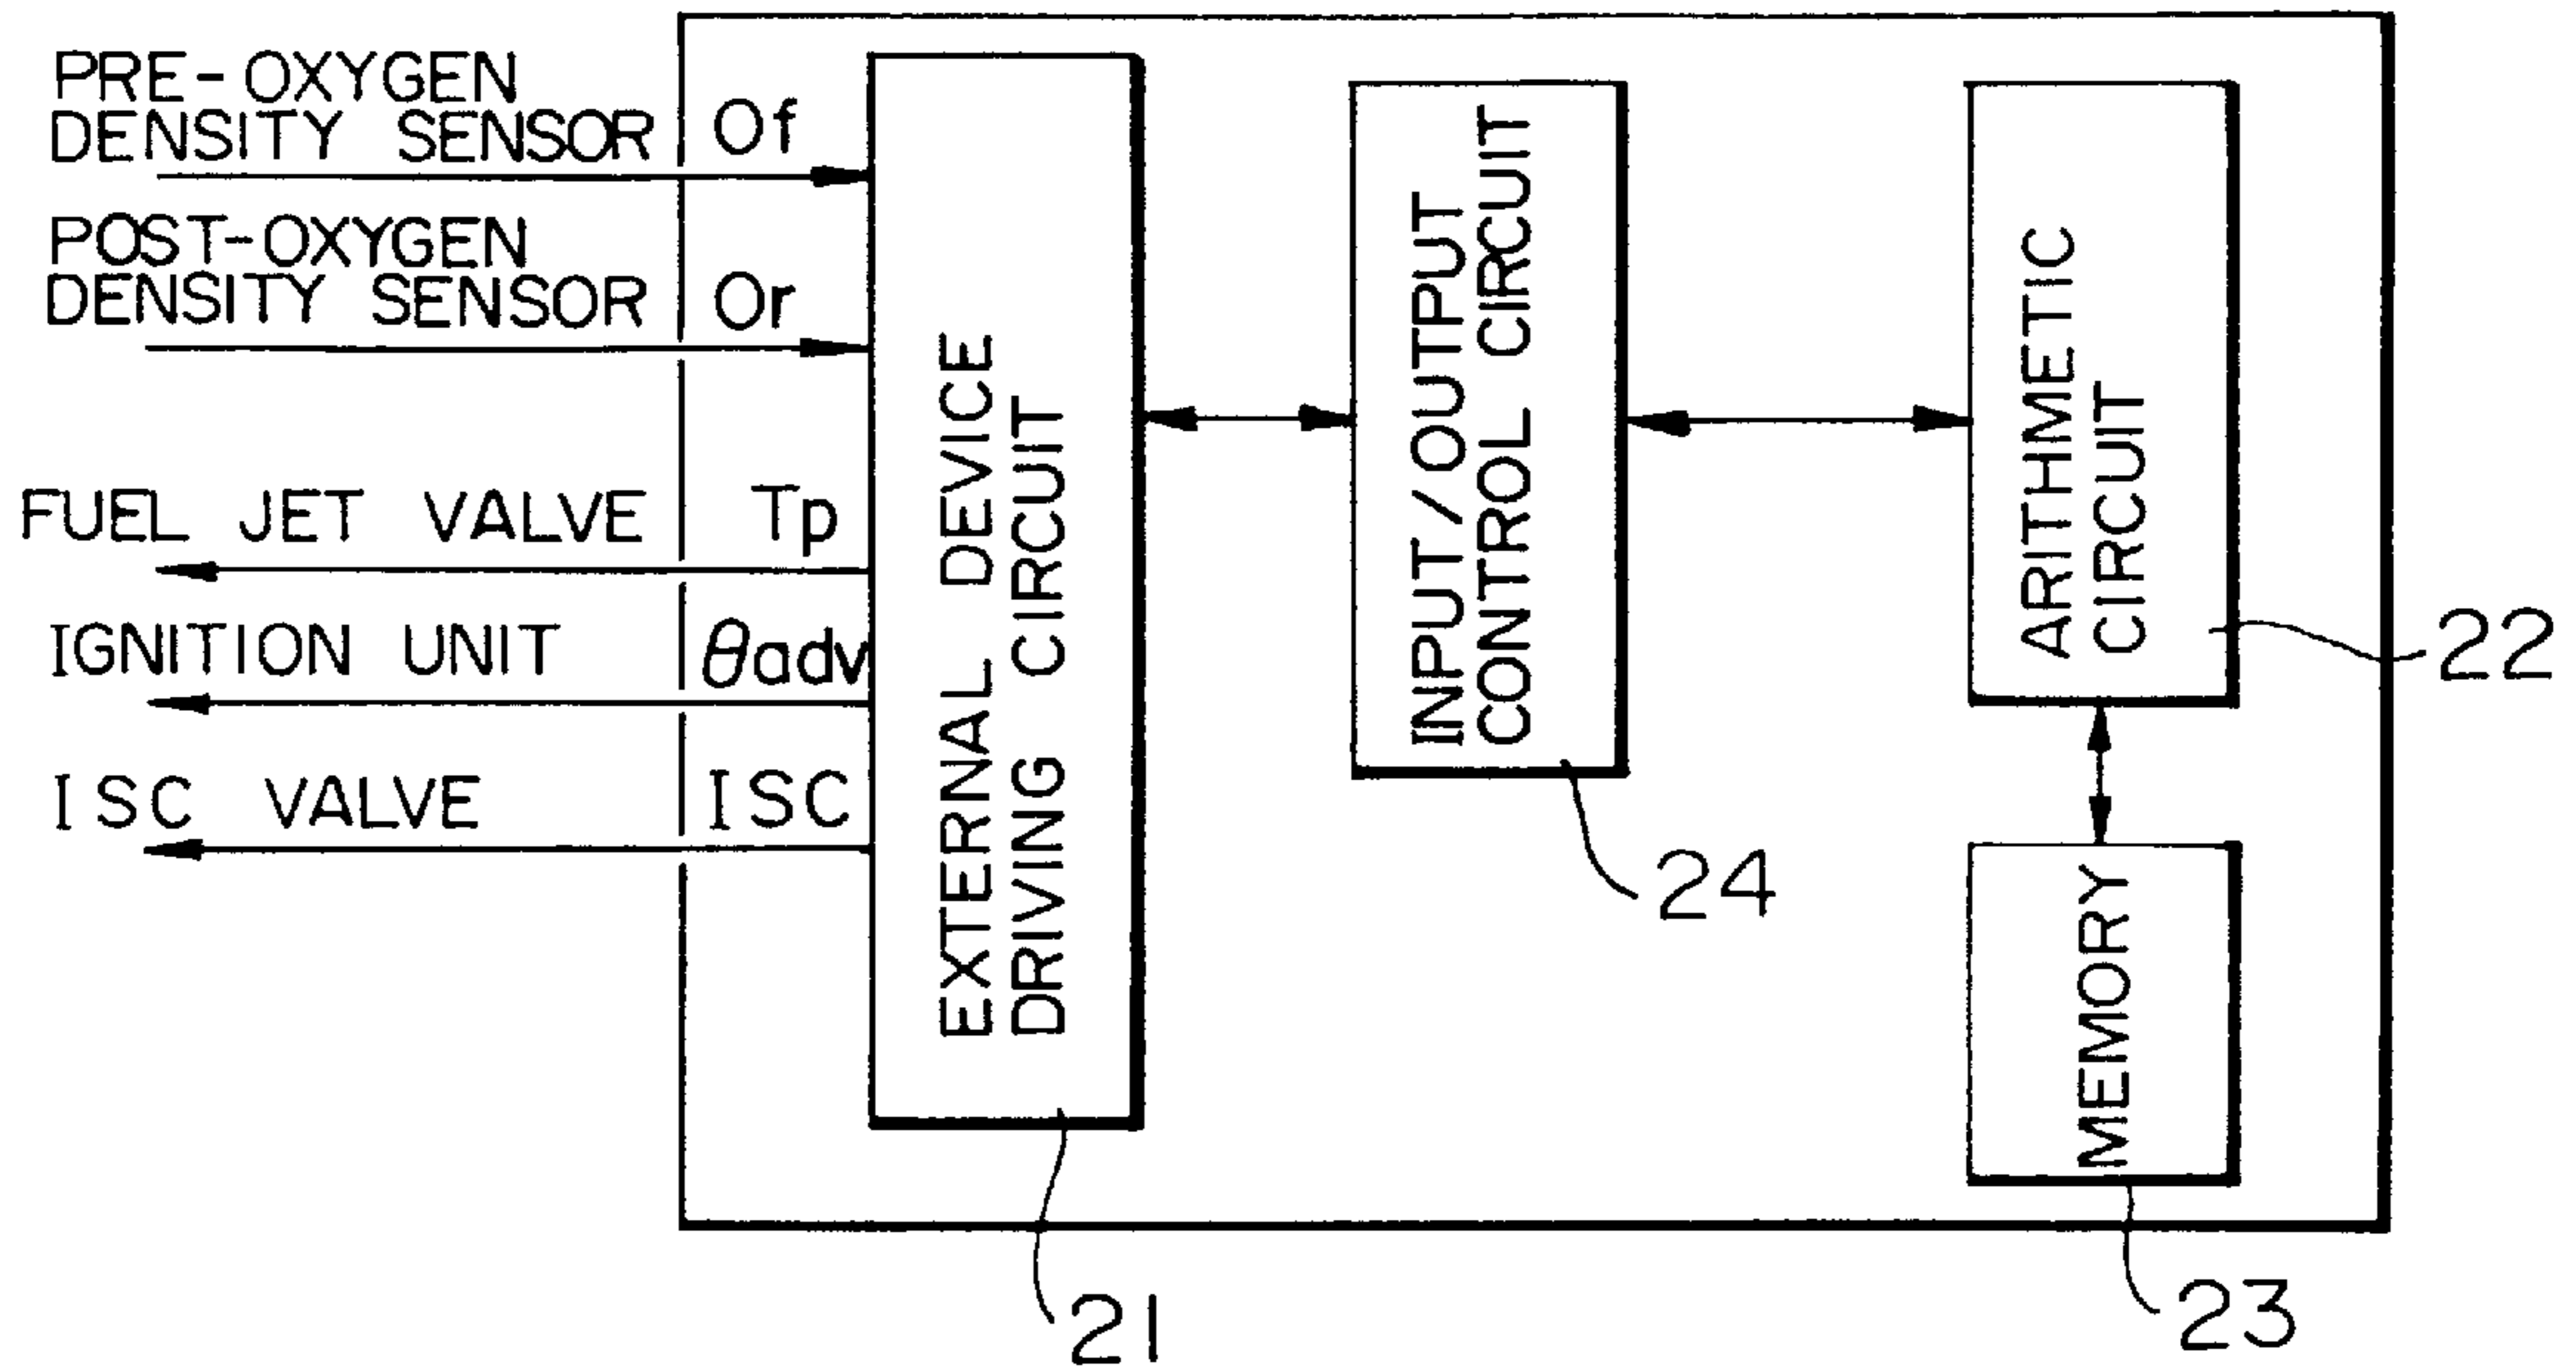 PRE-OXYGEN
DENSITY SENSOR Of
POST-OXYGEN
DENSITY SENSOR Or
FUEL JET VALVE Tp
IGNITION UNIT θadv
ISC VALVE ISC
EXTERNAL DEVICE
DRIVING CIRCUIT
INPUT/OUTPUT
CONTROL CIRCUIT
ARITHMETIC
CIRCUIT
MEMORY
22
24
23
21